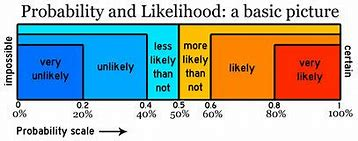 Probability and Likelihood: a basic picture
impossible
very
unlikely
unlikely
less
likely
than
not
more
likely
than
not
likely
very
likely
certain
0 0.2 0.4 0.5 0.6 0.8 1
0% 20% 40% 50% 60% 80% 100%
Probability scale